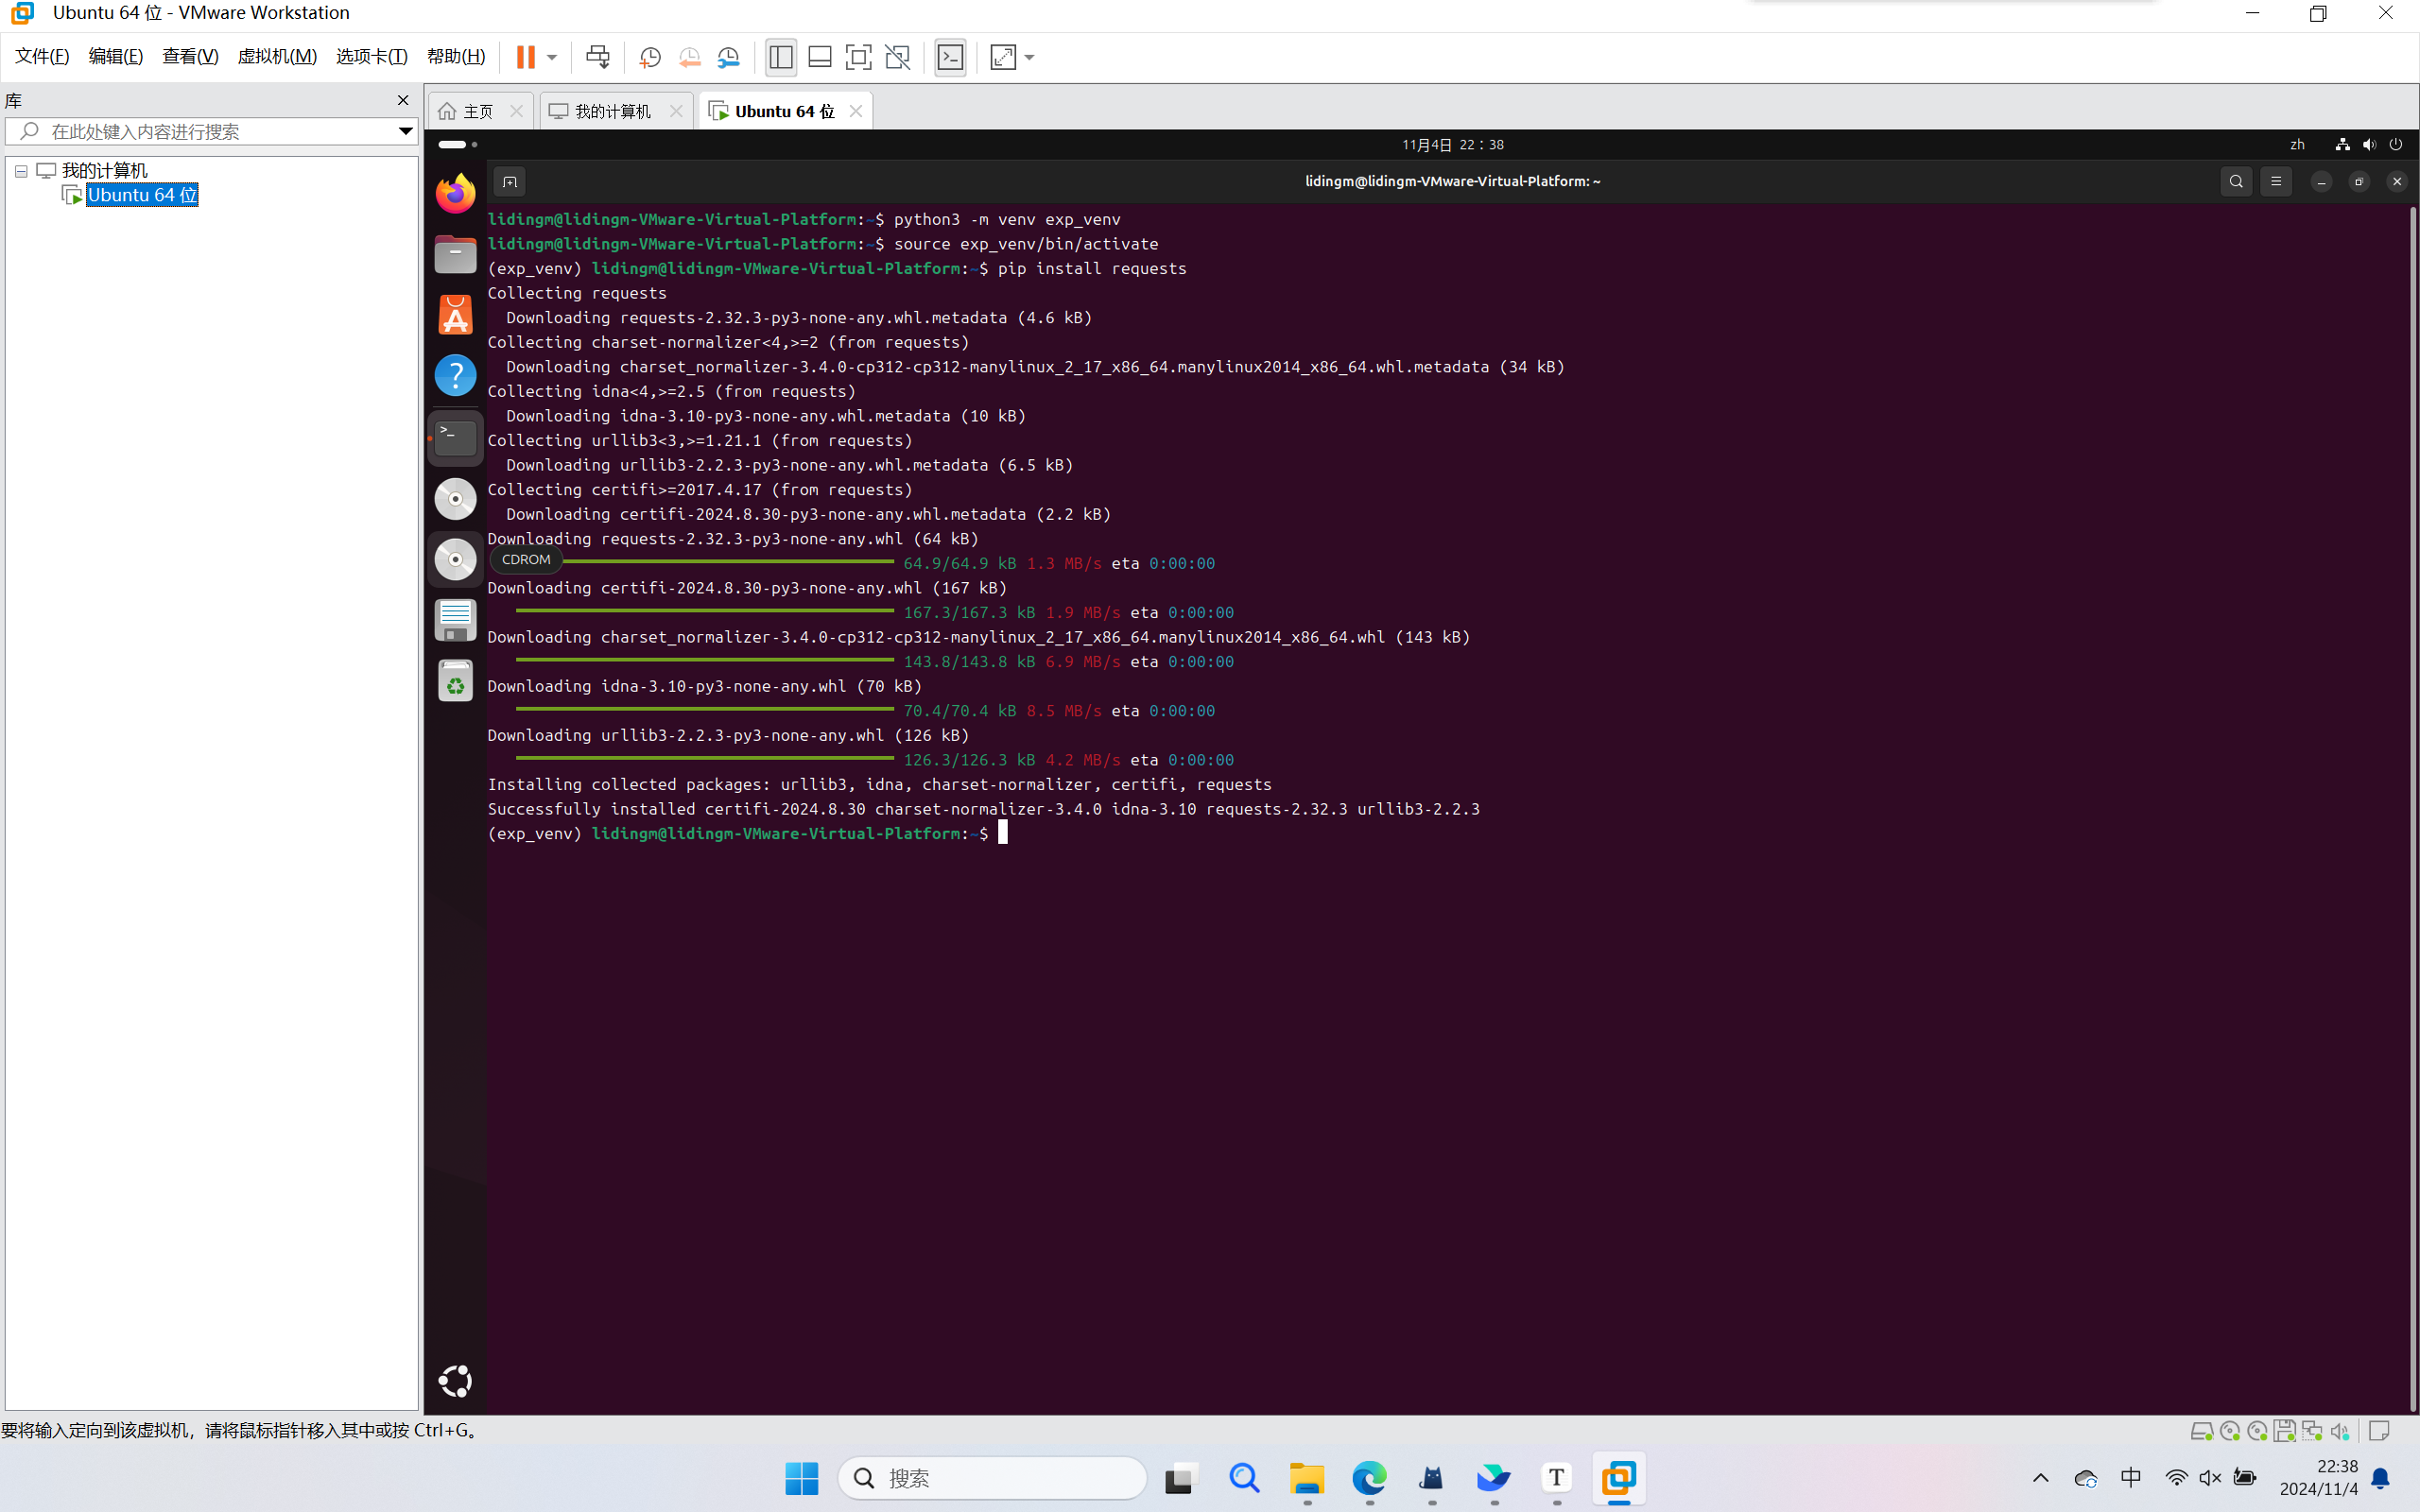 Ubuntu 64 位 - VMware Workstation
文件(F) 编辑(E) 查看(V) 虚拟机(M) 选项卡(T) 帮助(H)
库
在此处键入内容进行搜索
我的计算机
Ubuntu 64 位
主页 我的计算机 Ubuntu 64 位
11月4日 22：38 zh
lidingm@lidingm-VMware-Virtual-Platform: ~
lidingm@lidingm-VMware-Virtual-Platform:~$ python3 -m venv exp_venv
lidingm@lidingm-VMware-Virtual-Platform:~$ source exp_venv/bin/activate
(exp_venv) lidingm@lidingm-VMware-Virtual-Platform:~$ pip install requests
Collecting requests
  Downloading requests-2.32.3-py3-none-any.whl.metadata (4.6 kB)
Collecting charset-normalizer<4,>=2 (from requests)
  Downloading charset_normalizer-3.4.0-cp312-cp312-manylinux_2_17_x86_64.manylinux2014_x86_64.whl.metadata (34 kB)
Collecting idna<4,>=2.5 (from requests)
  Downloading idna-3.10-py3-none-any.whl.metadata (10 kB)
Collecting urllib3<3,>=1.21.1 (from requests)
  Downloading urllib3-2.2.3-py3-none-any.whl.metadata (6.5 kB)
Collecting certifi>=2017.4.17 (from requests)
  Downloading certifi-2024.8.30-py3-none-any.whl.metadata (2.2 kB)
Downloading requests-2.32.3-py3-none-any.whl (64 kB)
CDROM 64.9/64.9 kB 1.3 MB/s eta 0:00:00
Downloading certifi-2024.8.30-py3-none-any.whl (167 kB)
167.3/167.3 kB 1.9 MB/s eta 0:00:00
Downloading charset_normalizer-3.4.0-cp312-cp312-manylinux_2_17_x86_64.manylinux2014_x86_64.whl (143 kB)
143.8/143.8 kB 6.9 MB/s eta 0:00:00
Downloading idna-3.10-py3-none-any.whl (70 kB)
70.4/70.4 kB 8.5 MB/s eta 0:00:00
Downloading urllib3-2.2.3-py3-none-any.whl (126 kB)
126.3/126.3 kB 4.2 MB/s eta 0:00:00
Installing collected packages: urllib3, idna, charset-normalizer, certifi, requests
Successfully installed certifi-2024.8.30 charset-normalizer-3.4.0 idna-3.10 requests-2.32.3 urllib3-2.2.3
(exp_venv) lidingm@lidingm-VMware-Virtual-Platform:~$
要将输入定向到该虚拟机，请将鼠标指针移入其中或按 Ctrl+G。
搜索 T 中 22:38
2024/11/4